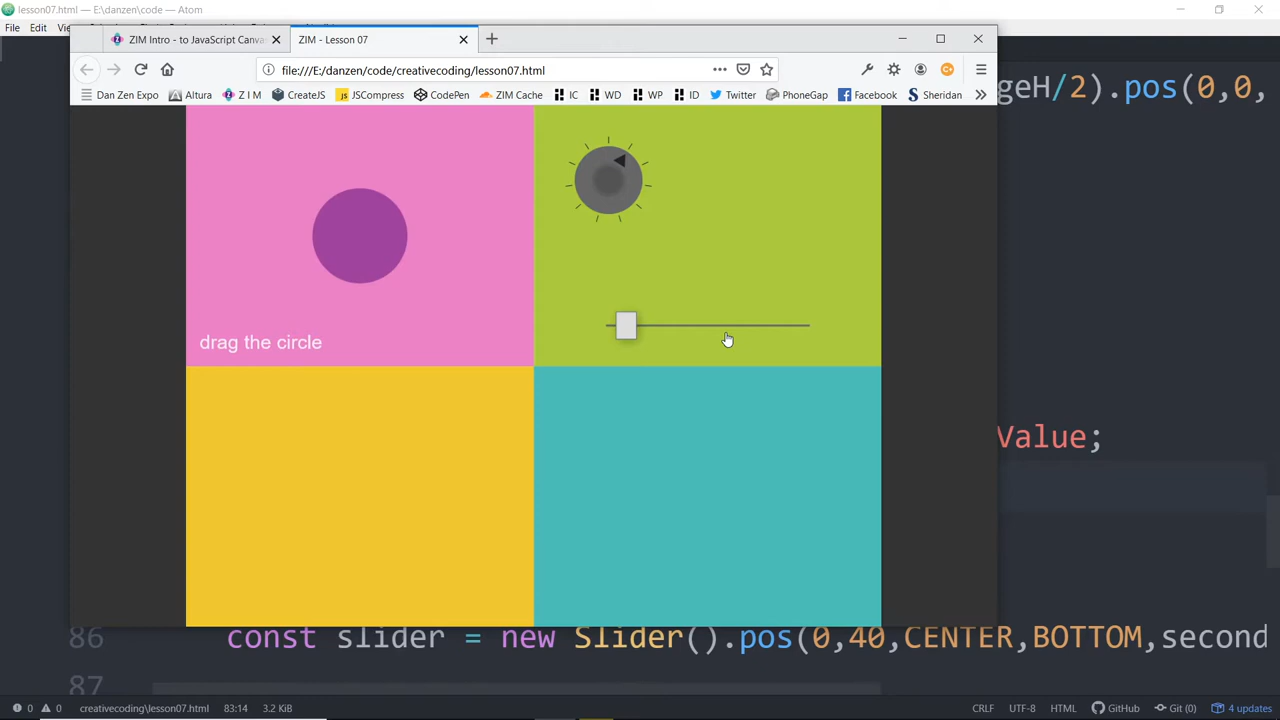 lesson07.html — E:\danzen\code — Atom
File Edit Vi
ZIM Intro - to JavaScript Canva
ZIM - Lesson 07
file:///E:/danzen/code/creativecoding/lesson07.html
Dan Zen Expo Altura Z I M CreateJS JSCompress CodePen ZIM Cache IC WD WP ID Twitter PhoneGap Facebook Sheridan
geH/2).pos(0,0,
drag the circle
Value;
86 const slider = new Slider().pos(0,40,CENTER,BOTTOM,second
87
0 0 creativecoding\lesson07.html 83:14 3.2 KiB CRLF UTF-8 HTML GitHub Git (0) 4 updates